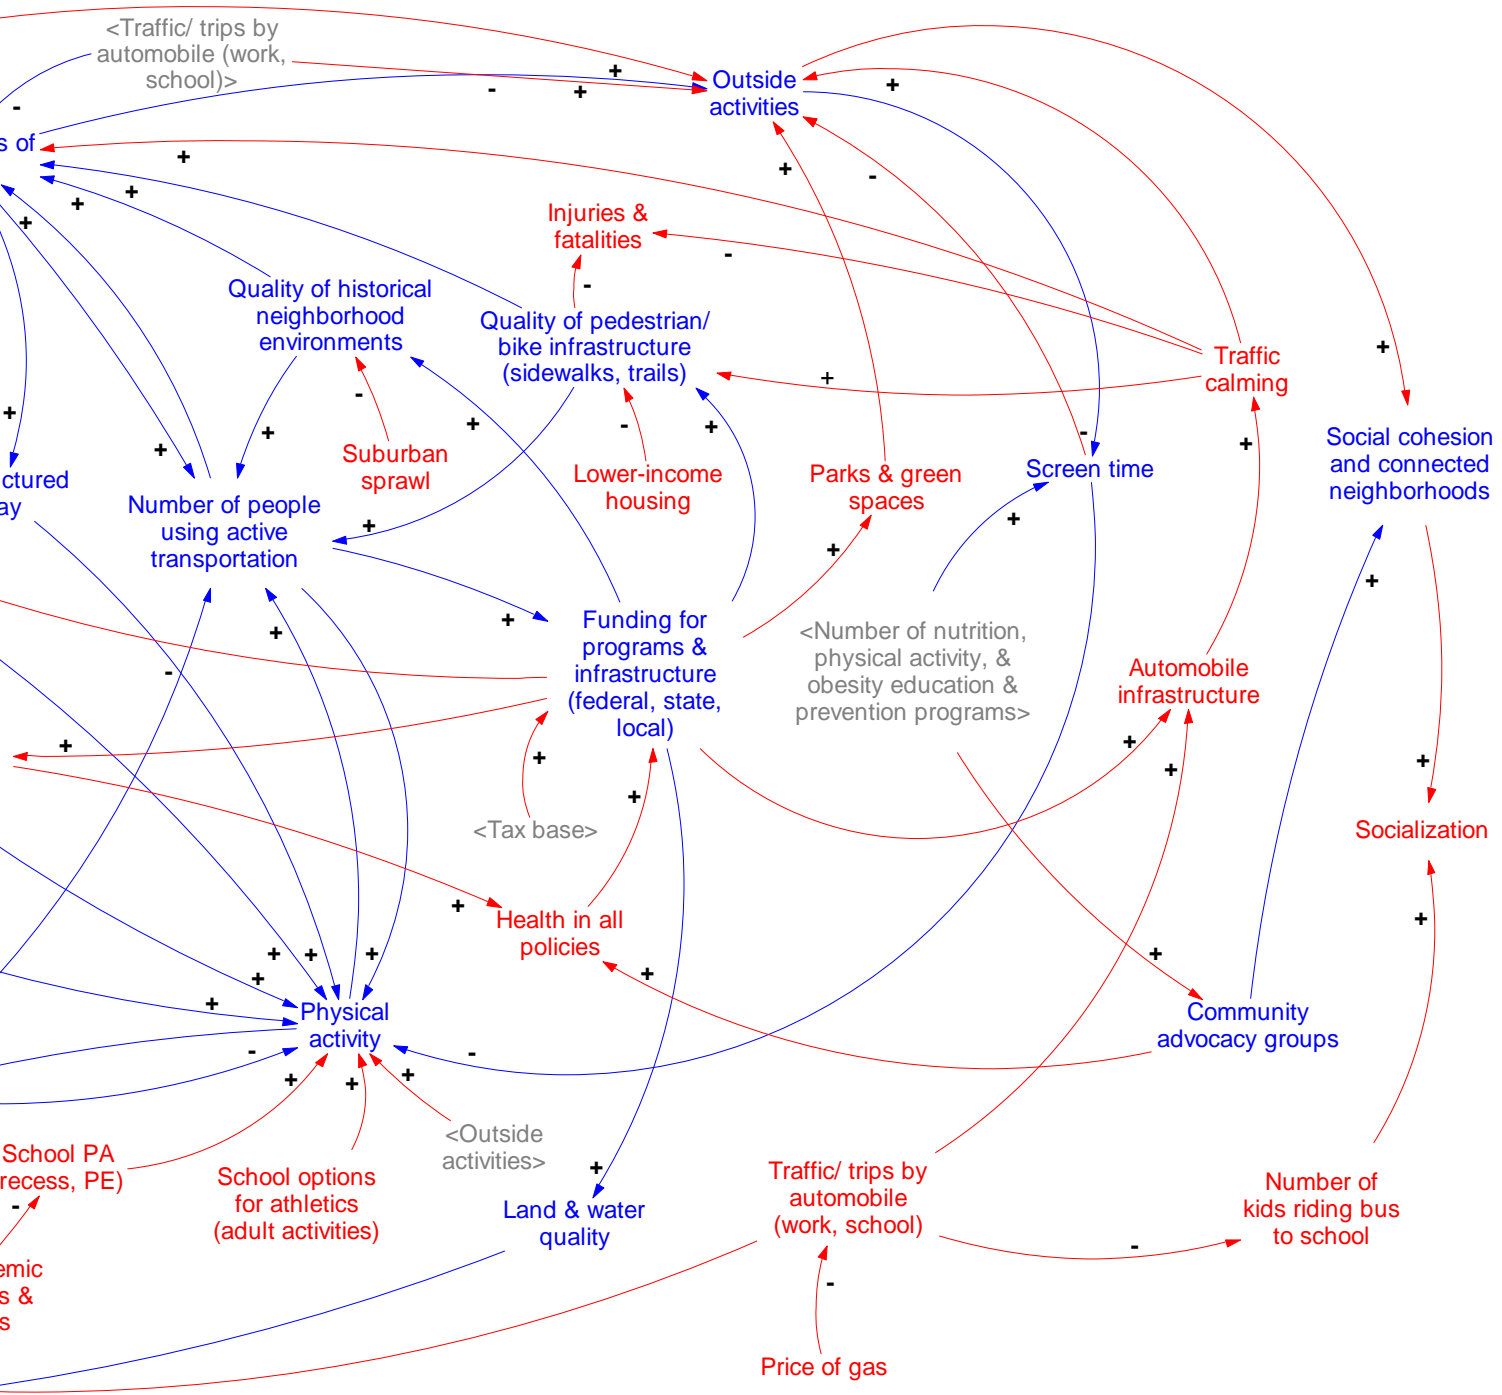 <Traffic/ trips by
automobile (work,
school)>
Outside
activities
s of
Injuries &
fatalities
Quality of historical
neighborhood
environments
Quality of pedestrian/
bike infrastructure
(sidewalks, trails)
Traffic
calming
Suburban
sprawl
Lower-income
housing
Parks & green
spaces
Screen time
Social cohesion
and connected
neighborhoods
ctured
ay
Number of people
using active
transportation
Funding for
programs &
infrastructure
(federal, state,
local)
<Number of nutrition,
physical activity, &
obesity education &
prevention programs>
Automobile
infrastructure
<Tax base>
Socialization
Health in all
policies
Physical
activity
Community
advocacy groups
<Outside
activities>
School PA
recess, PE)
School options
for athletics
(adult activities)
Land & water
quality
Traffic/ trips by
automobile
(work, school)
Number of
kids riding bus
to school
emic
s &
s
Price of gas